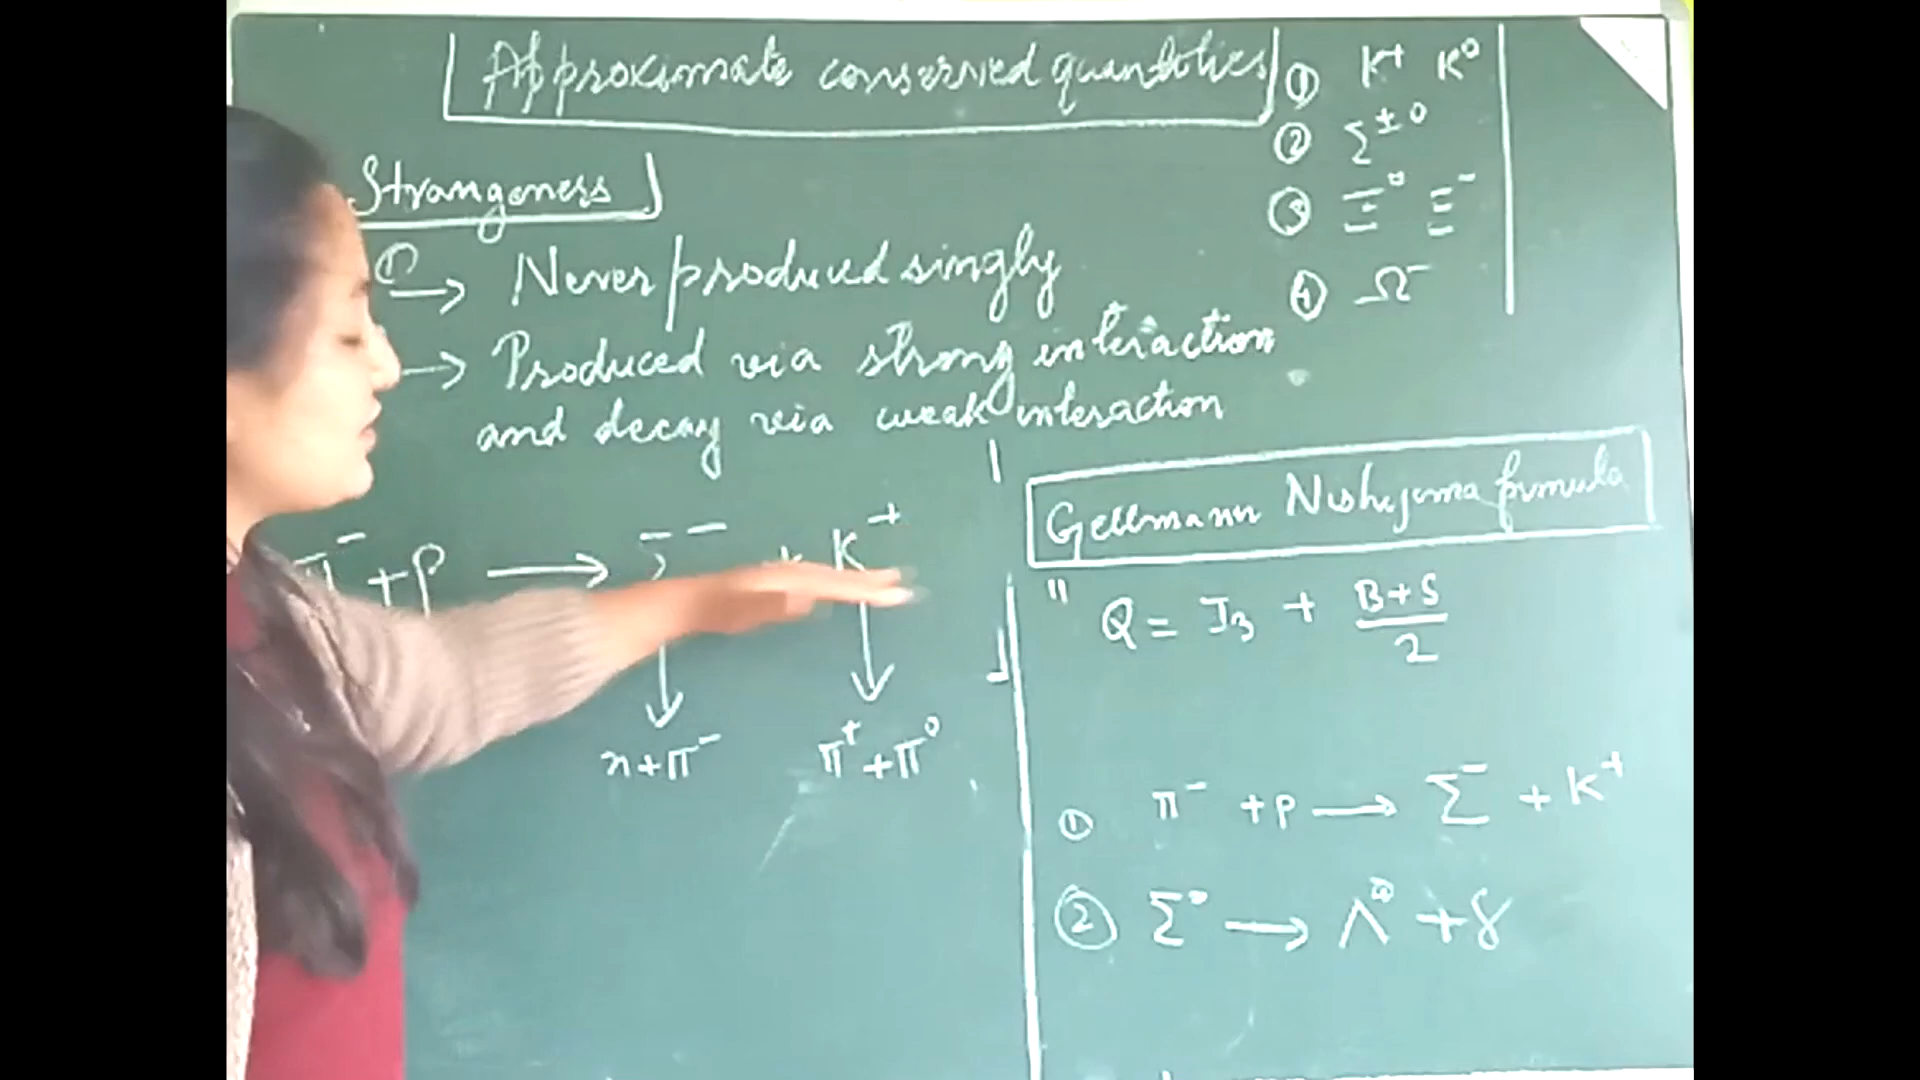 Approximate conserved quantities
① K⁺ K⁰
② Σ± 0
③ Ξ⁰ Ξ⁻
④ Ω⁻
Strangeness
① → Never produced singly
→ Produced via strong interaction
and decay via weak interaction
π⁻ + p → Σ⁻ + K⁺
n + π⁻ π⁺ + π⁰
Gellmann Nishijama formula
" Q = I₃ + (B+S)/2
① π⁻ + p → Σ⁻ + K⁺
② Σ⁰ → Λ⁰ + γ